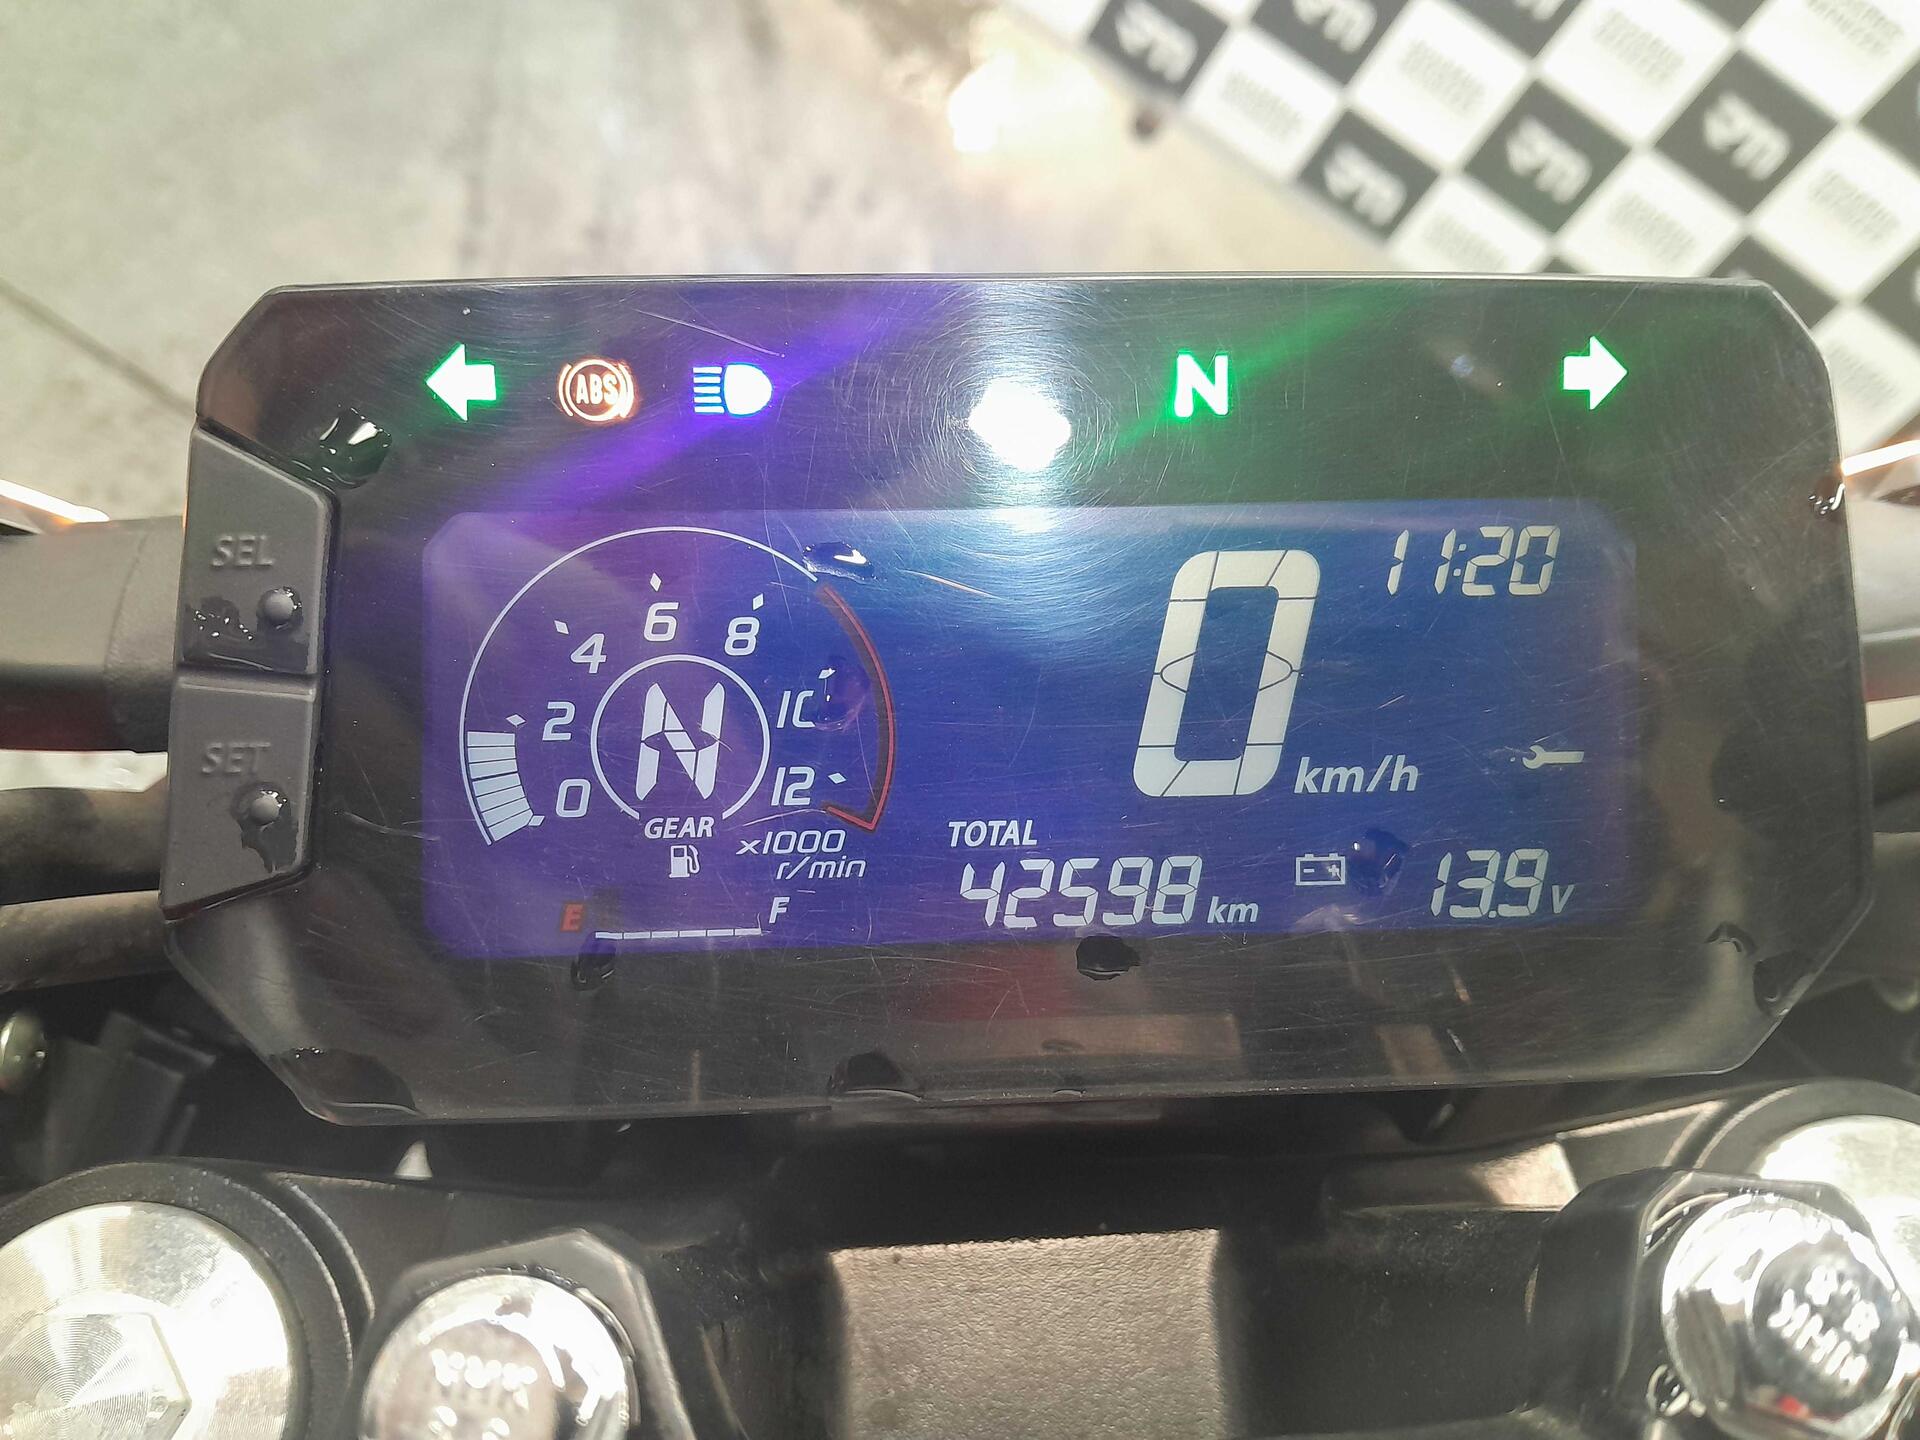 ABS
N
SEL
SET
11:20
0 km/h
6
4
8
2
10
0
12
N
GEAR
x1000
r/min
E
F
TOTAL
42598 km
13.9 V